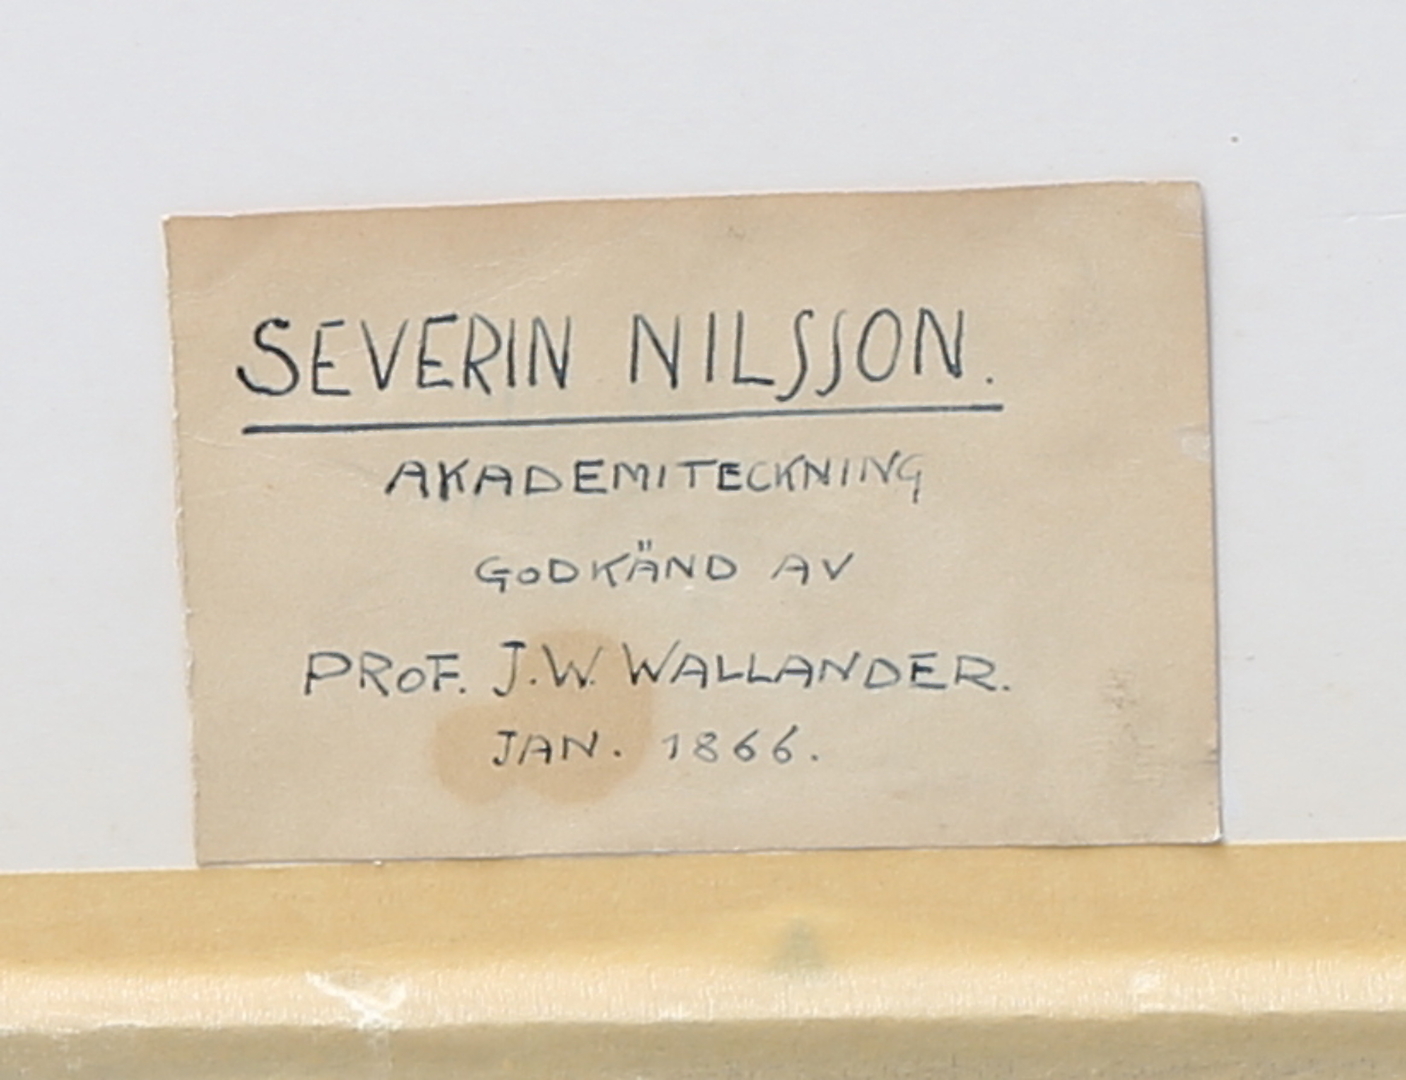 SEVERIN NILSSON.
AKADEMITECKNING
GODKÄND AV
PROF. J.W. WALLANDER.
JAN. 1866.